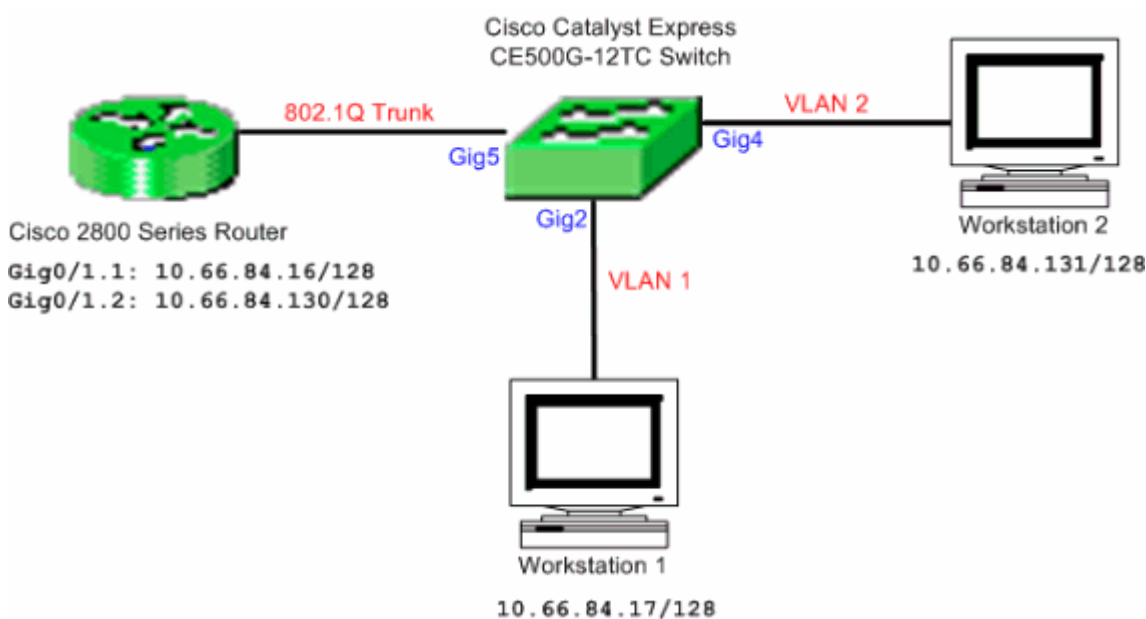 Cisco Catalyst Express
CE500G-12TC Switch
802.1Q Trunk
VLAN 2
Gig5
Gig4
Gig2
Cisco 2800 Series Router
Gig0/1.1: 10.66.84.16/128
Gig0/1.2: 10.66.84.130/128
Workstation 2
10.66.84.131/128
VLAN 1
Workstation 1
10.66.84.17/128